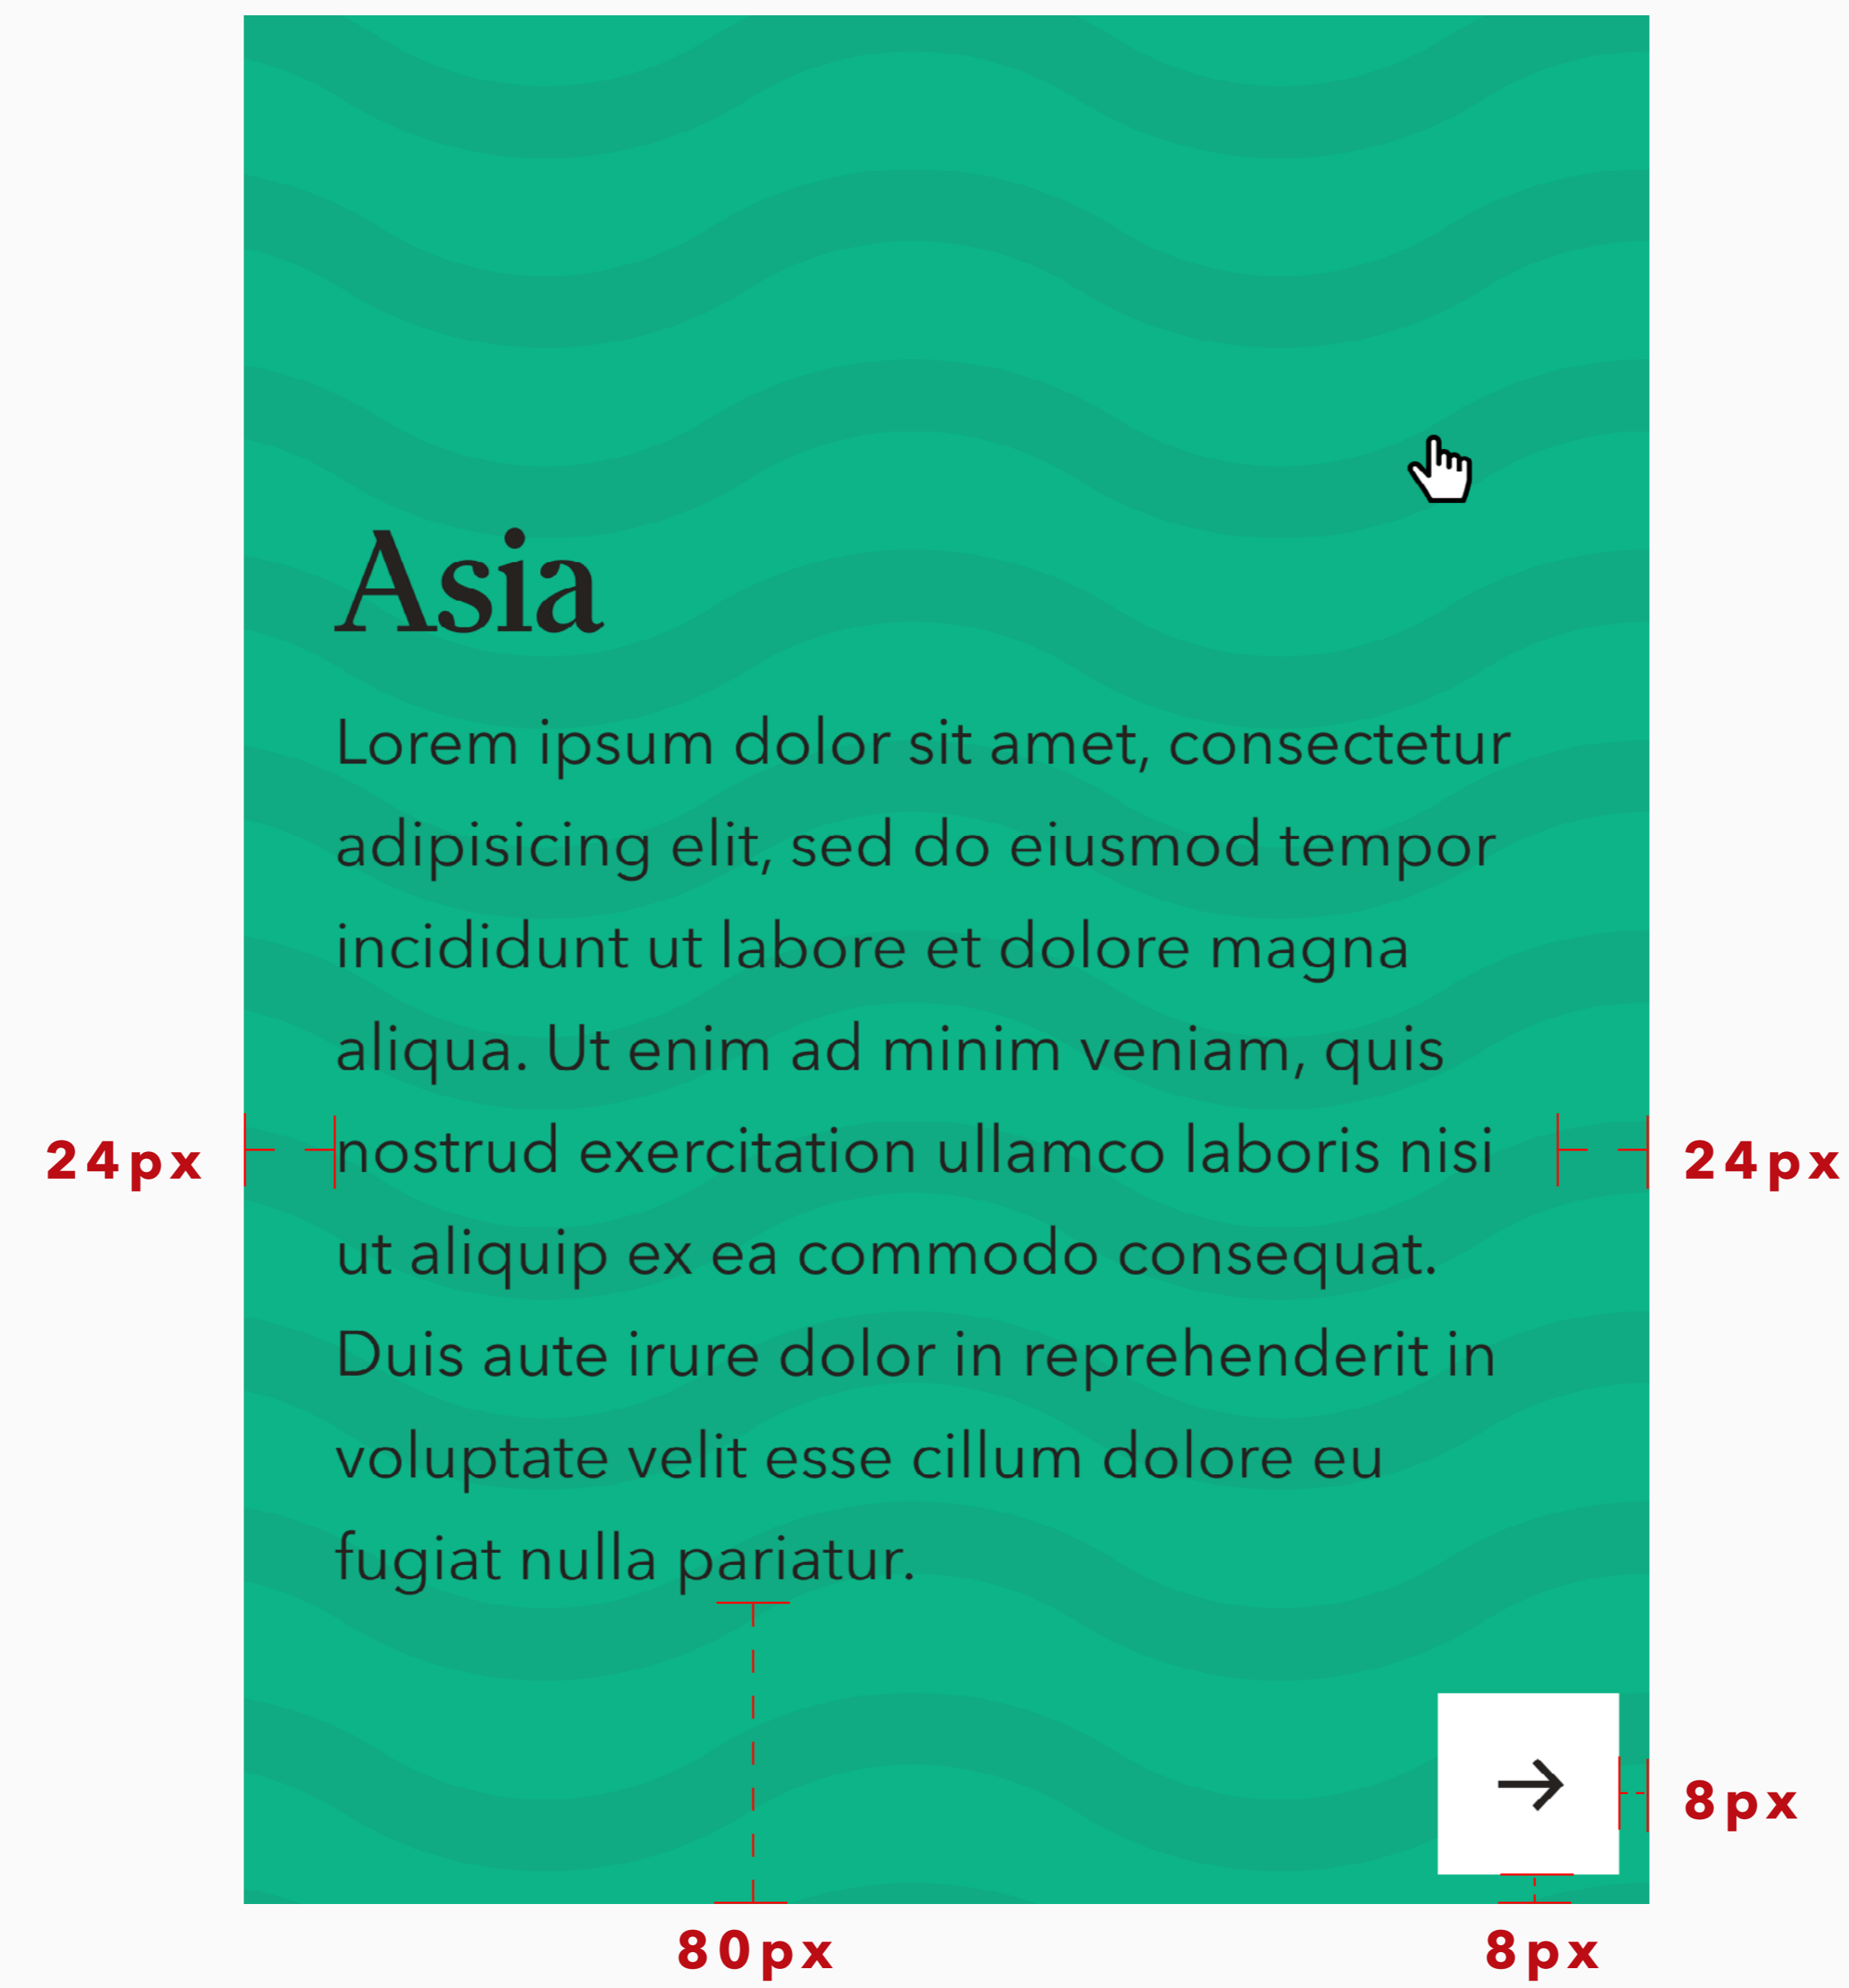 Asia
Lorem ipsum dolor sit amet, consectetur
adipisicing elit, sed do eiusmod tempor
incididunt ut labore et dolore magna
aliqua. Ut enim ad minim veniam, quis
24px
nostrud exercitation ullamco laboris nisi
24px
ut aliquip ex ea commodo consequat.
Duis aute irure dolor in reprehenderit in
voluptate velit esse cillum dolore eu
fugiat nulla pariatur.
8px
80px
8px